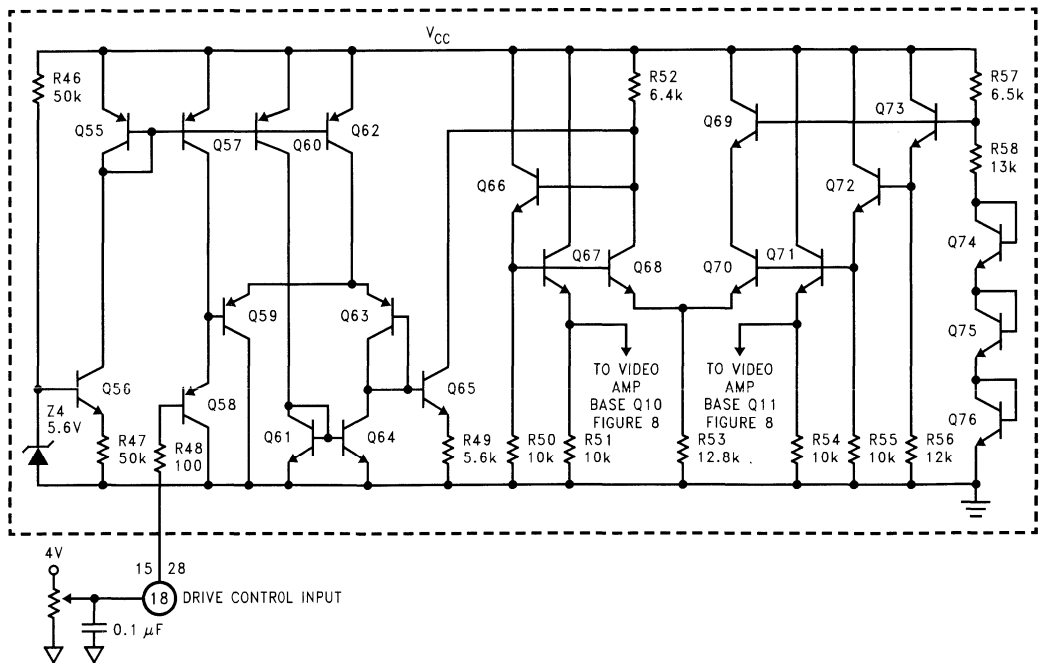 V_CC
R46
50k
Q55
Q57
Q60
Q62
R52
6.4k
Q69
Q73
R57
6.5k
R58
13k
Q66
Q72
Q74
Q67
Q68
Q70
Q71
Q59
Q63
Q75
Q56
Q58
Q65
TO VIDEO
AMP
BASE Q10
FIGURE 8
TO VIDEO
AMP
BASE Q11
FIGURE 8
Q76
Z4
5.6V
R47
50k
R48
100
Q61
Q64
R49
5.6k
R50
10k
R51
10k
R53
12.8k
R54
10k
R55
10k
R56
12k
4V
15 28
18
DRIVE CONTROL INPUT
0.1 μF